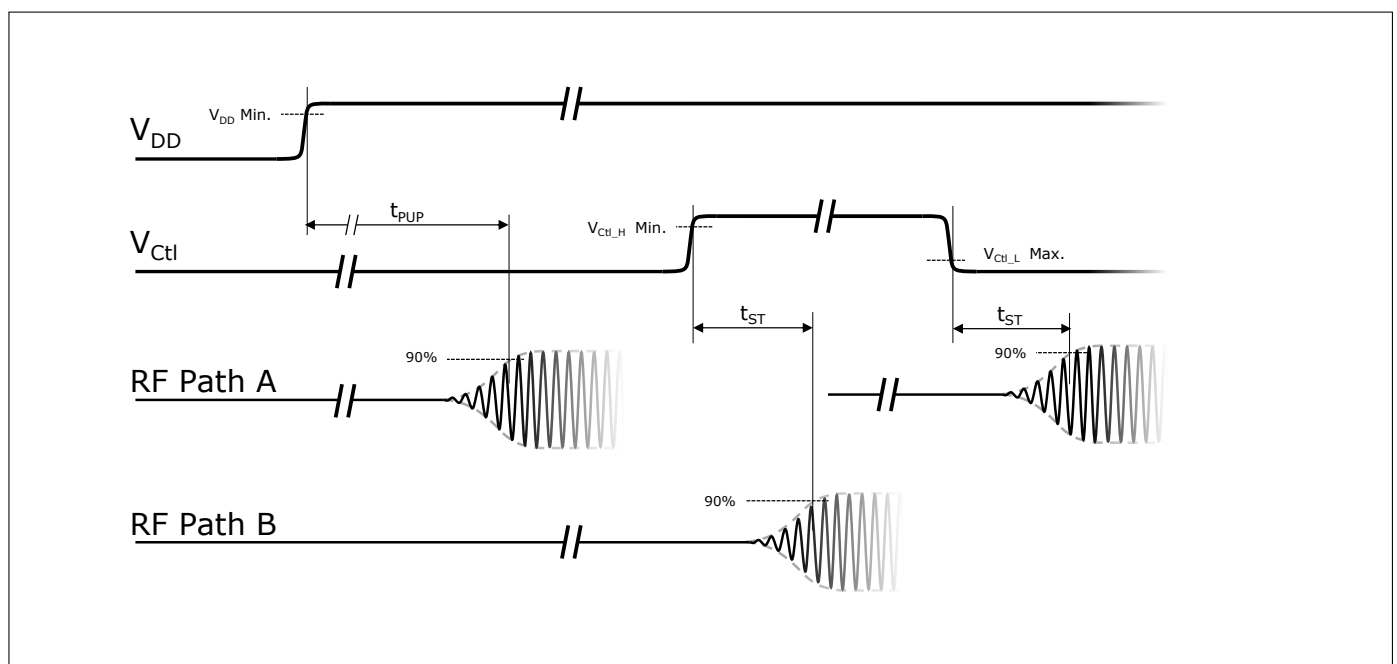 V_DD Min.
V_DD
t_PUP
V_Ctl_H Min.
V_Ctl
V_Ctl_L Max.
t_ST
t_ST
90%
90%
RF Path A
90%
RF Path B